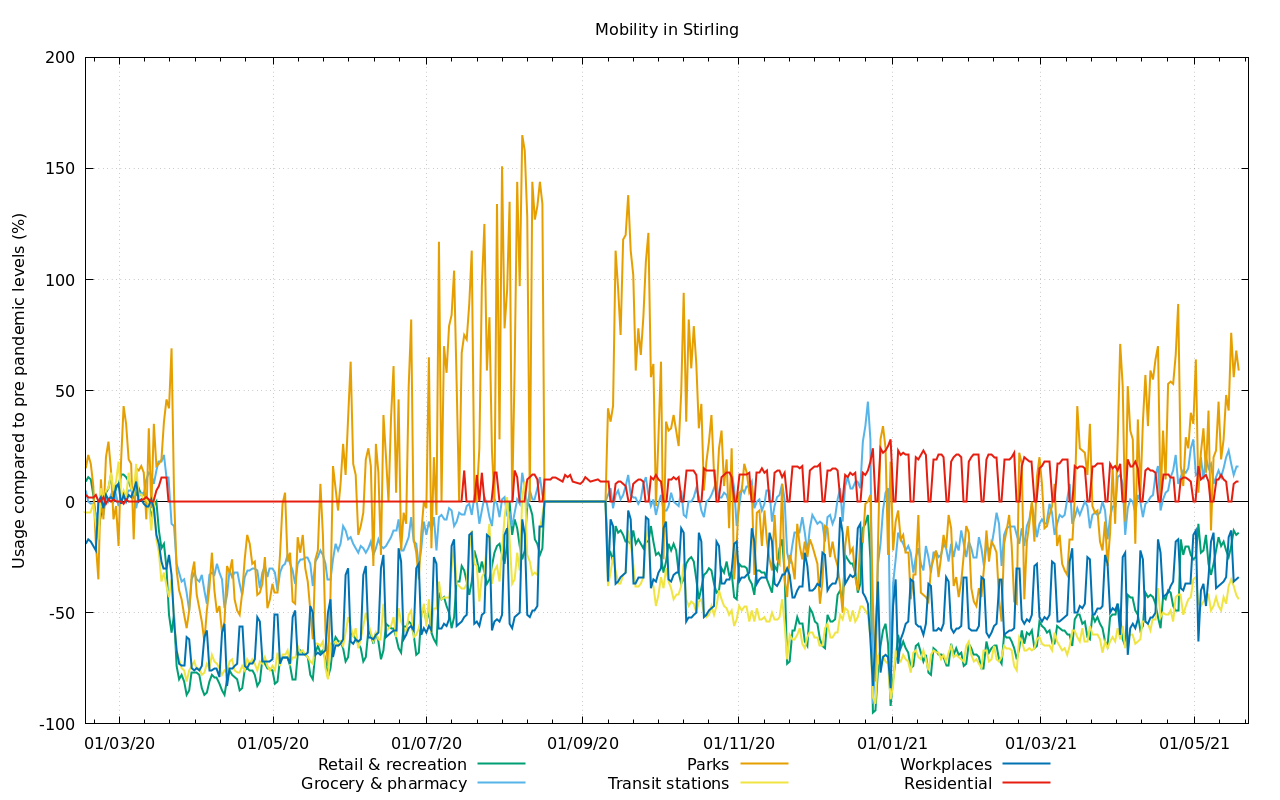 Mobility in Stirling
Usage compared to pre pandemic levels (%)
200
150
100
50
0
-50
-100
01/03/20 01/05/20 01/07/20 01/09/20 01/11/20 01/01/21 01/03/21 01/05/21
Retail & recreation Parks Workplaces
Grocery & pharmacy Transit stations Residential